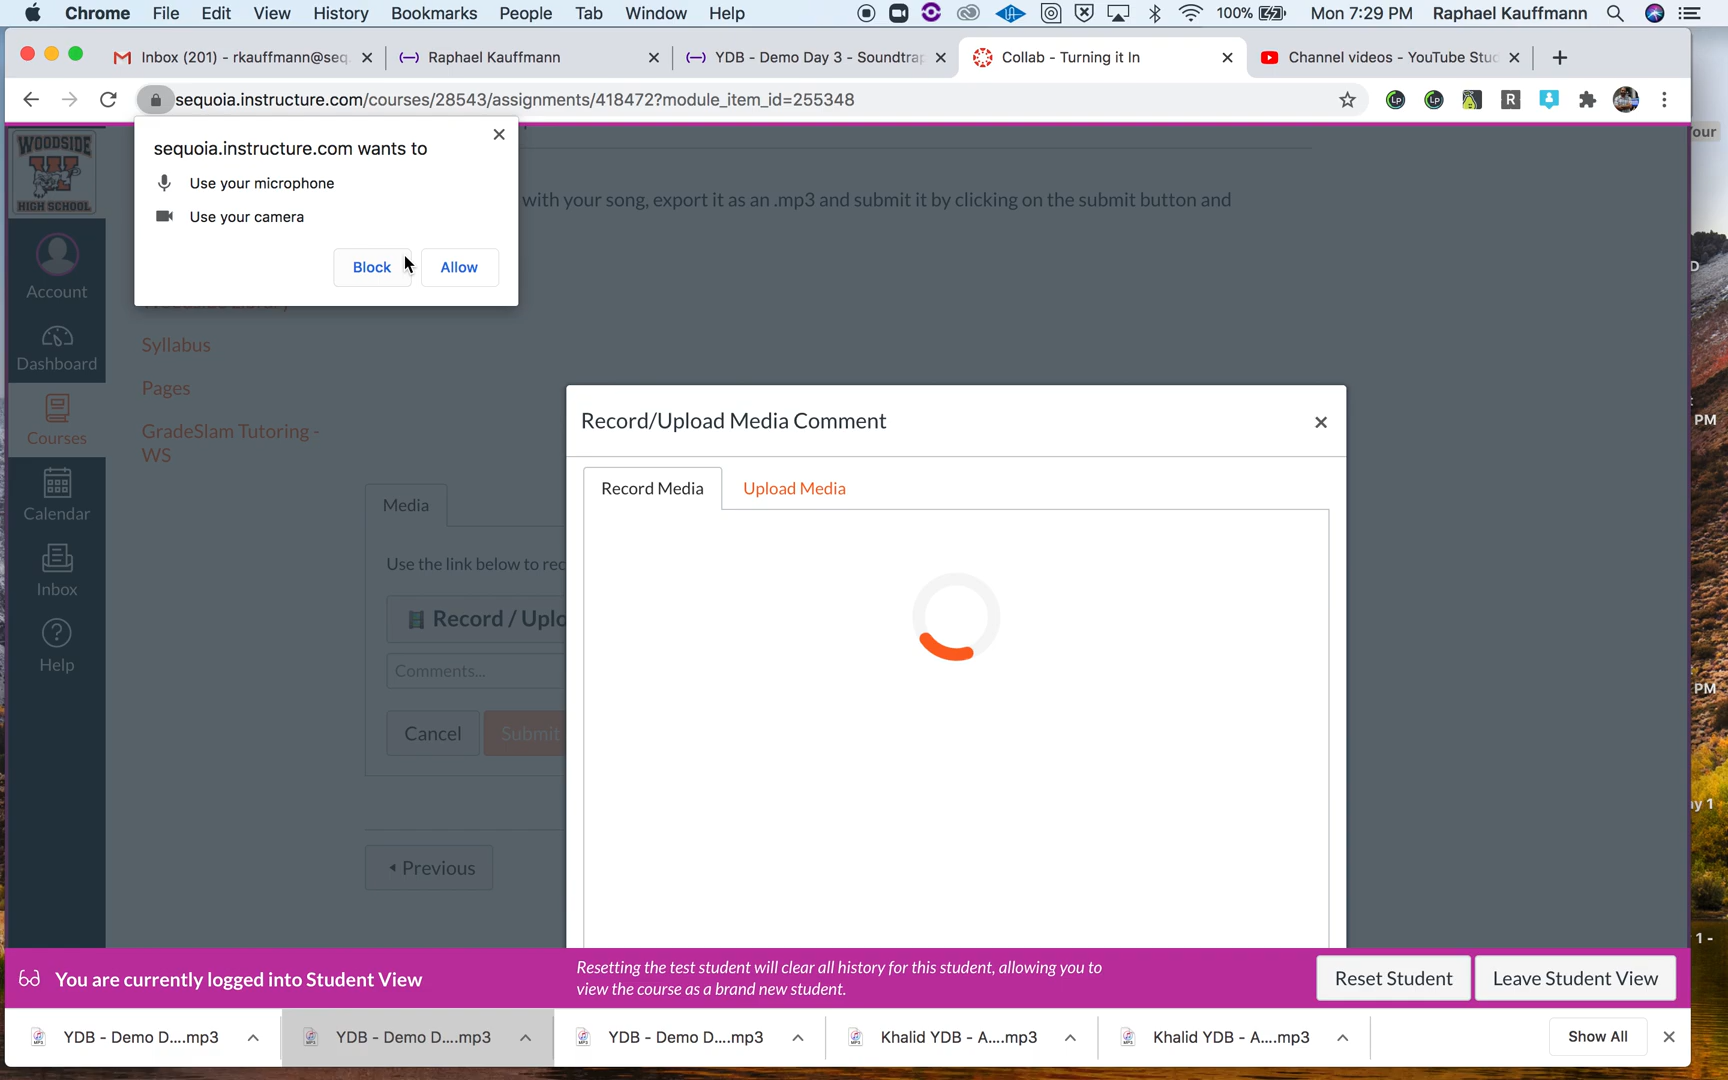 Chrome File Edit View History Bookmarks People Tab Window Help 100% Mon 7:29 PM Raphael Kauffmann
Inbox (201) - rkauffmann@seq Raphael Kauffmann YDB - Demo Day 3 - Soundtrap Collab - Turning it In Channel videos - YouTube Stuc
sequoia.instructure.com/courses/28543/assignments/418472?module_item_id=255348
WOODSIDE
HIGH SCHOOL
sequoia.instructure.com wants to
Use your microphone
Use your camera
Block Allow
with your song, export it as an .mp3 and submit it by clicking on the submit button and
Account
Dashboard
Courses
Calendar
Inbox
Help
Syllabus
Pages
GradeSlam Tutoring -
WS
Media
Use the link below to rec
Record / Uplo
Comments...
Cancel Submit
Previous
Record/Upload Media Comment
Record Media Upload Media
our
D
PM
PM
ay 1
1 -
You are currently logged into Student View
Resetting the test student will clear all history for this student, allowing you to
view the course as a brand new student.
Reset Student Leave Student View
YDB - Demo D....mp3 YDB - Demo D....mp3 YDB - Demo D....mp3 Khalid YDB - A....mp3 Khalid YDB - A....mp3 Show All